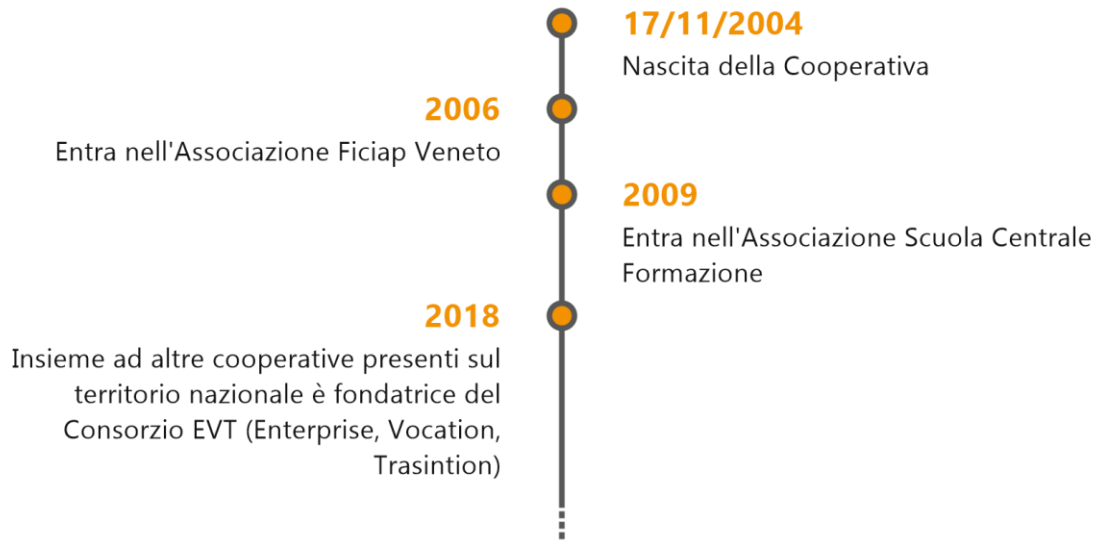 17/11/2004
Nascita della Cooperativa
2006
Entra nell'Associazione Ficiap Veneto
2009
Entra nell'Associazione Scuola Centrale
Formazione
2018
Insieme ad altre cooperative presenti sul
territorio nazionale è fondatrice del
Consorzio EVT (Enterprise, Vocation,
Trasintion)